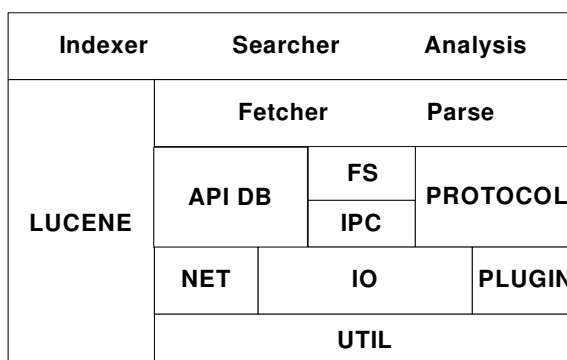 Indexer Searcher Analysis
Fetcher Parse
FS
API DB
PROTOCOL
LUCENE
IPC
NET IO PLUGIN
UTIL